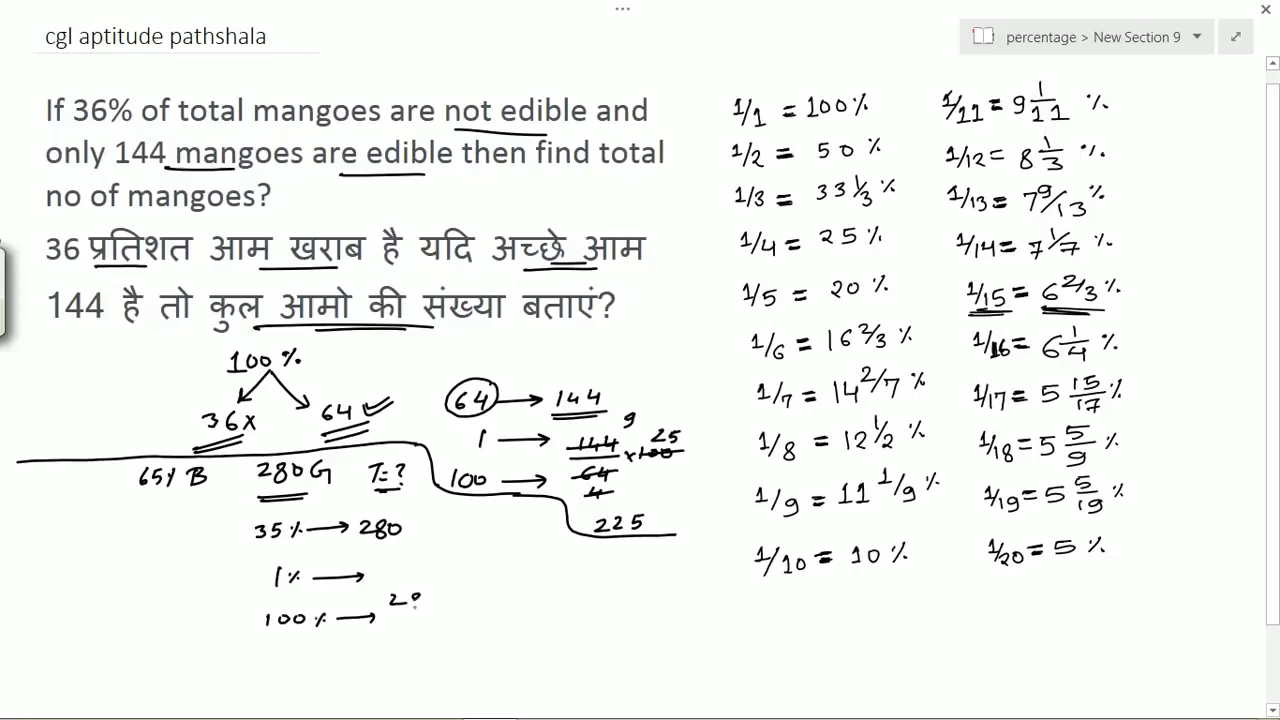 cgl aptitude pathshala
percentage > New Section 9
If 36% of total mangoes are not edible and
only 144 mangoes are edible then find total
no of mangoes?
36 प्रतिशत आम खराब है यदि अच्छे आम
144 है तो कुल आमो की संख्या बताएं?
100 %
36 x
64 ✓
65% B 280G T=?
35 % → 280
1% →
100 % → 28
64 → 144
9
1 → 144 25
64 × 100
100 →
4
225
1/1 = 100%
1/2 = 50 %
1/3 = 33 1/3 %
1/4 = 25 %
1/5 = 20 %
1/6 = 16 2/3 %
1/7 = 14 2/7 %
1/8 = 12 1/2 %
1/9 = 11 1/9 %
1/10 = 10 %
1/11 = 9 1/11 %
1/12 = 8 1/3 %
1/13 = 7 9/13 %
1/14 = 7 1/7 %
1/15 = 6 2/3 %
1/16 = 6 1/4 %
1/17 = 5 15/17 %
1/18 = 5 5/9 %
1/19 = 5 5/19 %
1/20 = 5 %